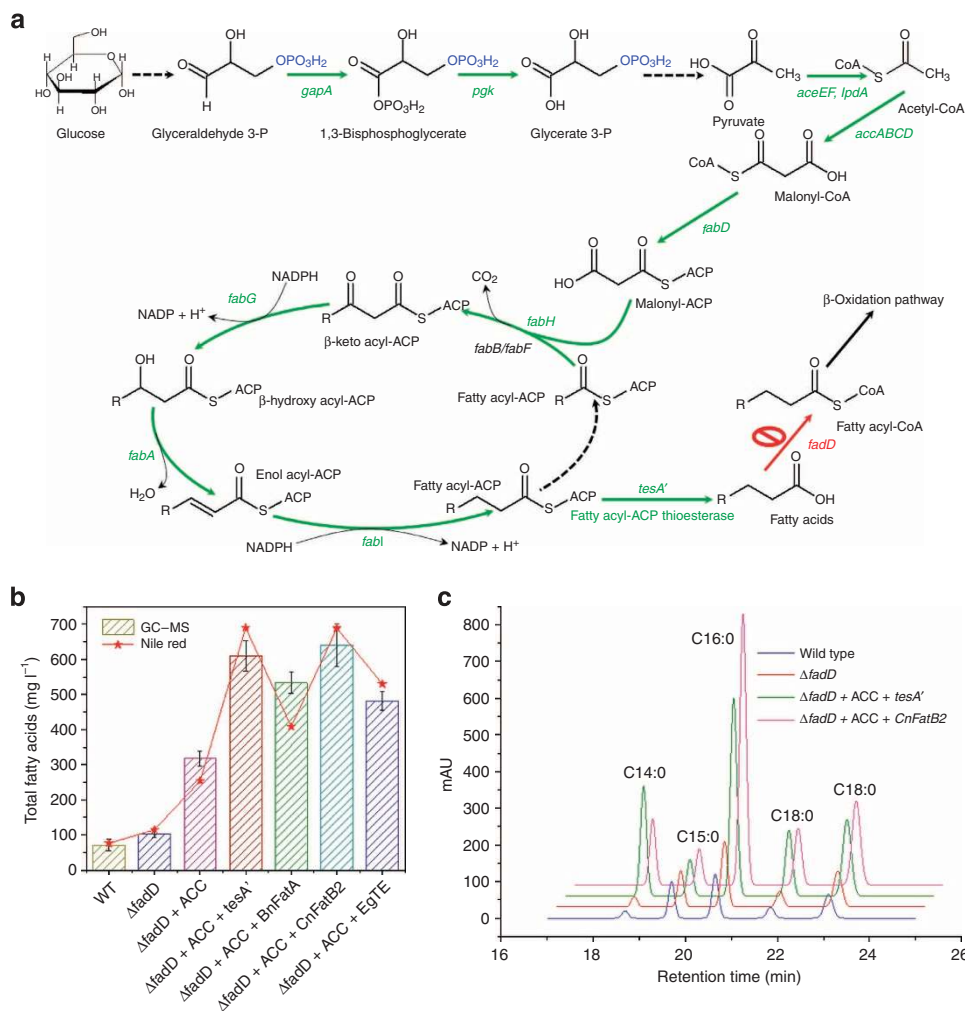 a
OH
O
H
H
HO
OH
H
H
OH
H
OH
Glucose
OH
O
OPO₃H₂
H
Glyceraldehyde 3-P
gapA
OH
O
OPO₃H₂
OPO₃H₂
1,3-Bisphosphoglycerate
pgk
OH
O
OPO₃H₂
OH
Glycerate 3-P
O
HO
CH₃
O
Pyruvate
aceEF, lpdA
O
CoA
S
CH₃
Acetyl-CoA
accABCD
O
O
CoA
S
OH
Malonyl-CoA
fabD
O
O
HO
S
ACP
Malonyl-ACP
CO₂
fabH
fabB/fabF
O
O
R
S
ACP
β-keto acyl-ACP
NADPH
fabG
NADP + H⁺
OH
O
R
S
ACP
β-hydroxy acyl-ACP
fabA
H₂O
Enol acyl-ACP
O
R
S
ACP
NADPH
fabI
NADP + H⁺
Fatty acyl-ACP
O
R
S
ACP
Fatty acyl-ACP
O
R
S
ACP
tesA'
Fatty acyl-ACP thioesterase
O
R
OH
Fatty acids
fadD
O
R
S
CoA
Fatty acyl-CoA
β-Oxidation pathway
b
GC–MS
Nile red
Total fatty acids (mg l⁻¹)
700
600
500
400
300
200
100
0
WT
ΔfadD
ΔfadD + ACC
ΔfadD + ACC + tesA'
ΔfadD + ACC + BnFatA
ΔfadD + ACC + CnFatB2
ΔfadD + ACC + EgTE
c
Wild type
ΔfadD
ΔfadD + ACC + tesA'
ΔfadD + ACC + CnFatB2
C14:0
C15:0
C16:0
C18:0
C18:0
mAU
800
700
600
500
400
300
200
100
0
18
20
22
24
26
Retention time (min)